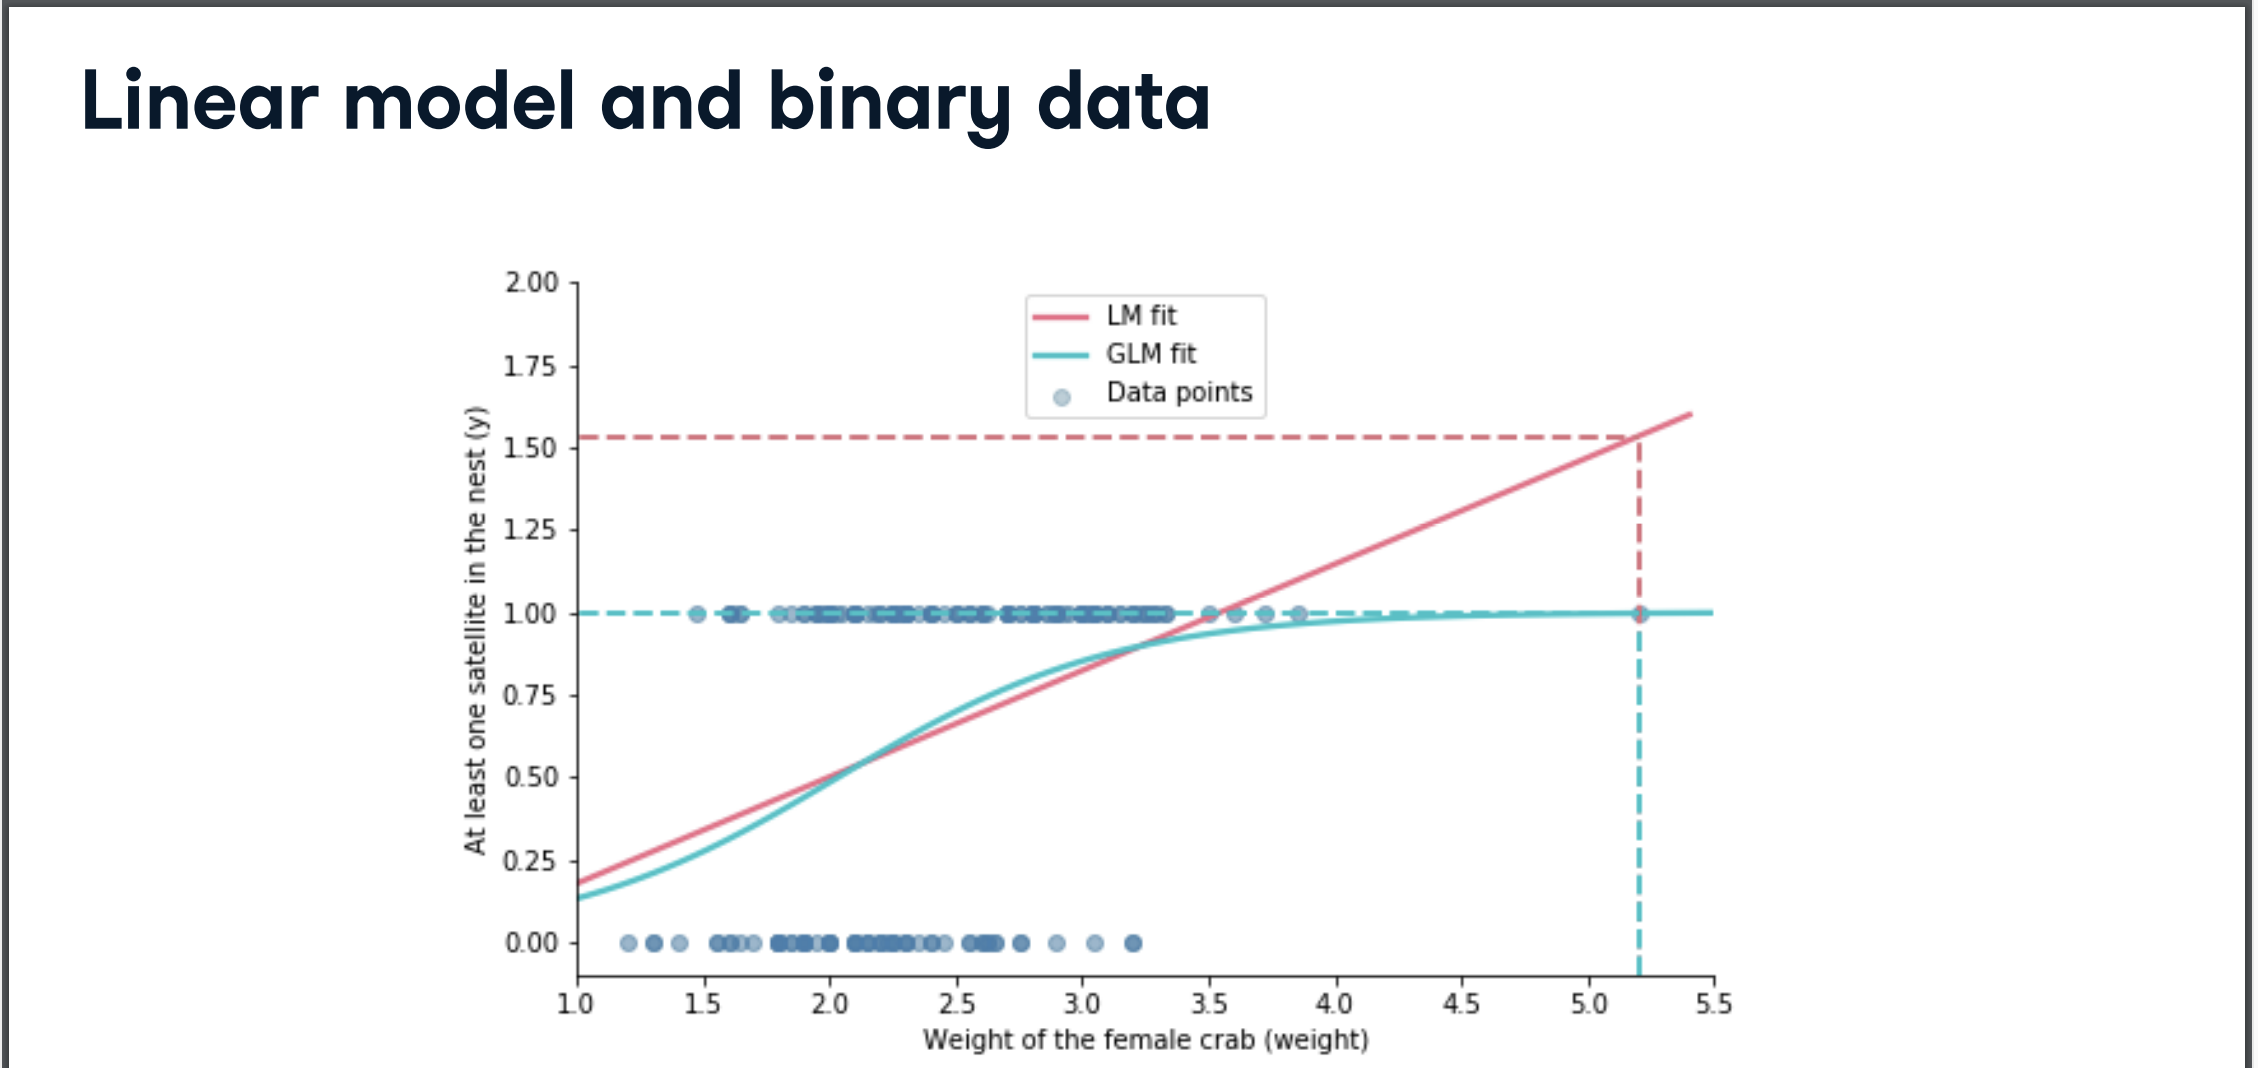 Linear model and binary data
2.00
LM fit
GLM fit
Data points
1.75
1.50
1.25
1.00
0.75
0.50
0.25
0.00
At least one satellite in the nest (y)
1.0 1.5 2.0 2.5 3.0 3.5 4.0 4.5 5.0 5.5
Weight of the female crab (weight)